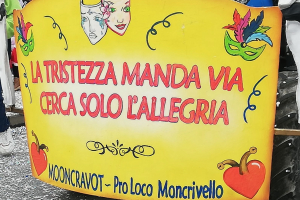 LA TRISTEZZA MANDA VIA
CERCA SOLO L'ALLEGRIA
MOONCRAVOT ~ Pro Loco Moncrivello